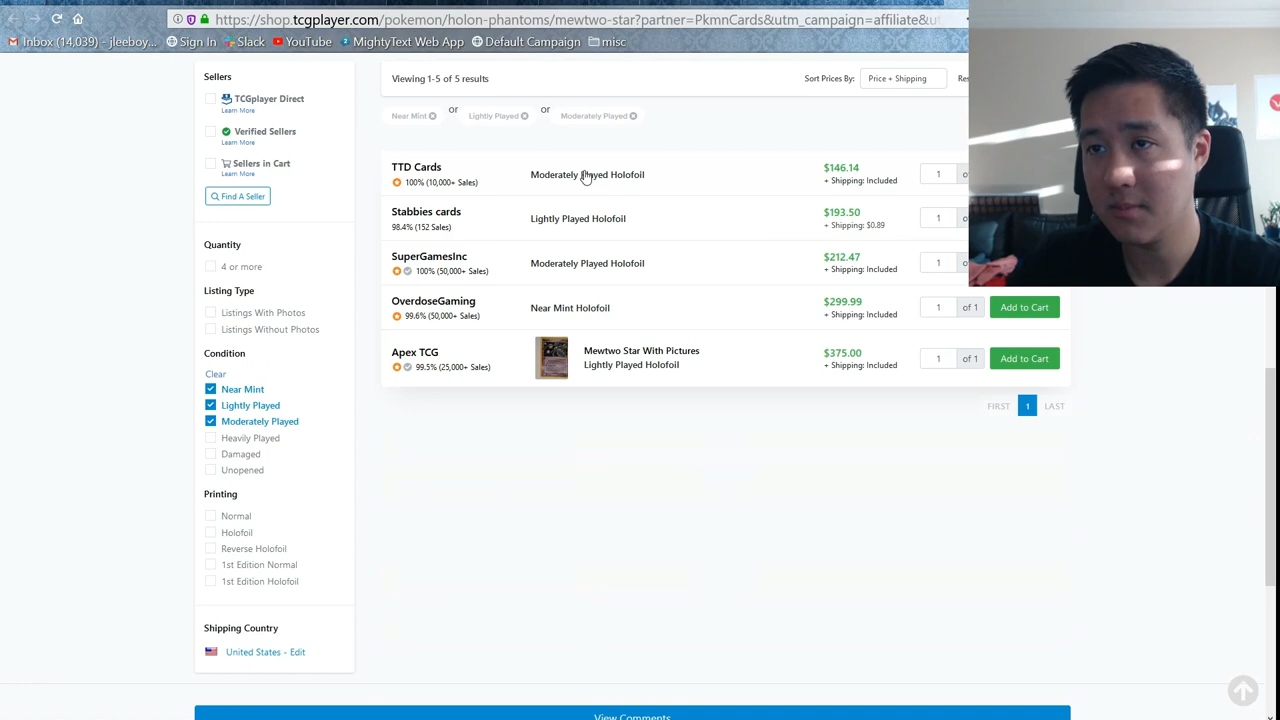 https://shop.tcgplayer.com/pokemon/holon-phantoms/mewtwo-star?partner=PkmnCards&utm_campaign=affiliate&ut
Inbox (14,039) - jleeboy... Sign In Slack YouTube MightyText Web App Default Campaign misc
Sellers
TCGplayer Direct
Learn More
Verified Sellers
Learn More
Sellers in Cart
Learn More
Find A Seller
Quantity
4 or more
Listing Type
Listings With Photos
Listings Without Photos
Condition
Clear
Near Mint
Lightly Played
Moderately Played
Heavily Played
Damaged
Unopened
Printing
Normal
Holofoil
Reverse Holofoil
1st Edition Normal
1st Edition Holofoil
Shipping Country
United States - Edit
Viewing 1-5 of 5 results
Sort Prices By: Price + Shipping
Near Mint or Lightly Played or Moderately Played
TTD Cards
100% (10,000+ Sales)
Moderately Played Holofoil
$146.14
+ Shipping: Included
1
Stabbies cards
98.4% (152 Sales)
Lightly Played Holofoil
$193.50
+ Shipping: $0.89
1
SuperGamesInc
100% (50,000+ Sales)
Moderately Played Holofoil
$212.47
+ Shipping: Included
1
OverdoseGaming
99.6% (50,000+ Sales)
Near Mint Holofoil
$299.99
+ Shipping: Included
1 of 1 Add to Cart
Apex TCG
99.5% (25,000+ Sales)
Mewtwo Star With Pictures
Lightly Played Holofoil
$375.00
+ Shipping: Included
1 of 1 Add to Cart
FIRST 1 LAST
View Comments